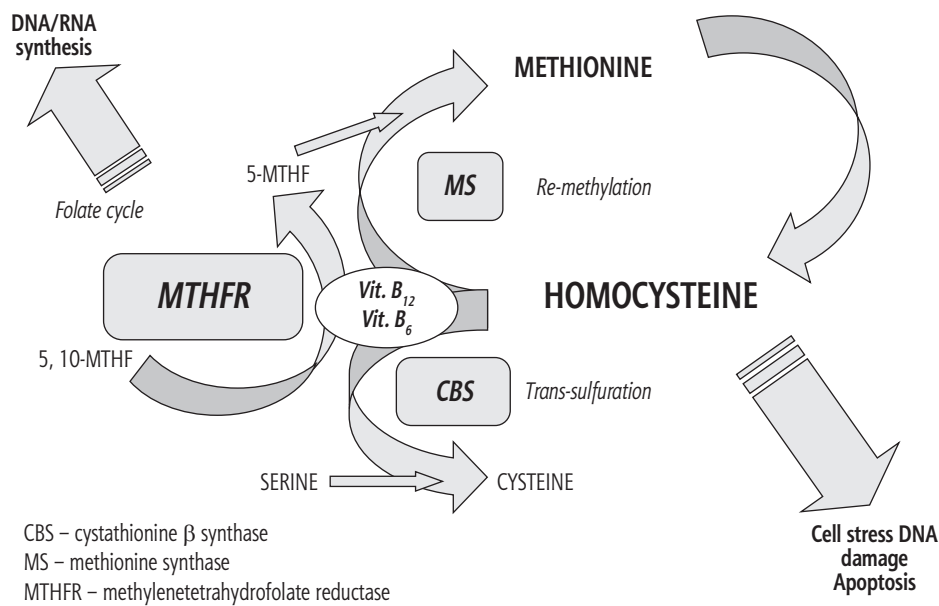 DNA/RNA
synthesis
METHIONINE
5-MTHF
MS
Re-methylation
Folate cycle
MTHFR
Vit. B12
Vit. B6
HOMOCYSTEINE
5, 10-MTHF
CBS
Trans-sulfuration
SERINE
CYSTEINE
CBS – cystathionine β synthase
MS – methionine synthase
MTHFR – methylenetetrahydrofolate reductase
Cell stress DNA
damage
Apoptosis